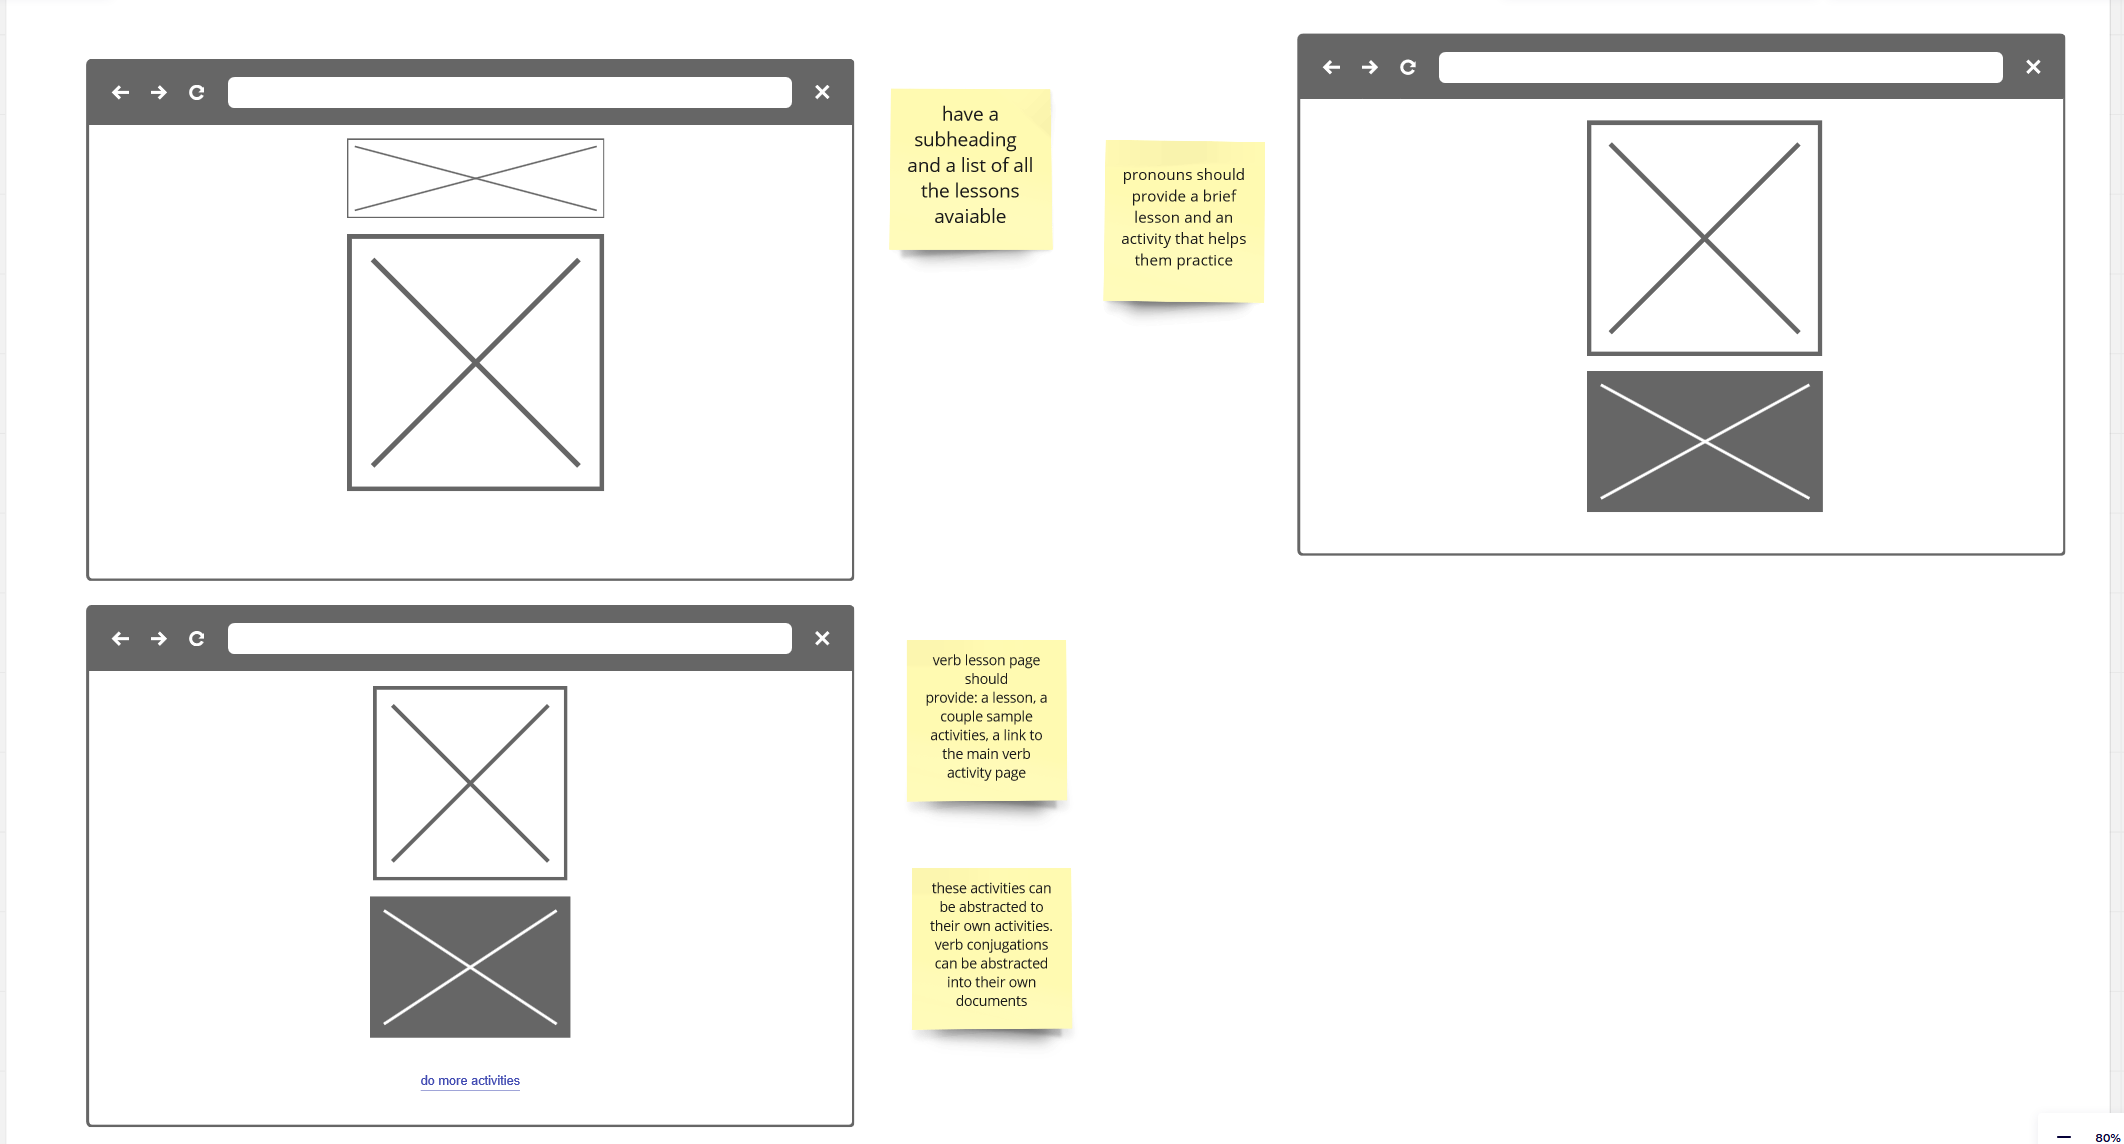 have a
subheading
and a list of all
the lessons
avaiable
pronouns should
provide a brief
lesson and an
activity that helps
them practice
verb lesson page
should
provide: a lesson, a
couple sample
activities, a link to
the main verb
activity page
these activities can
be abstracted to
their own activities.
verb conjugations
can be abstracted
into their own
documents
do more activities
80%